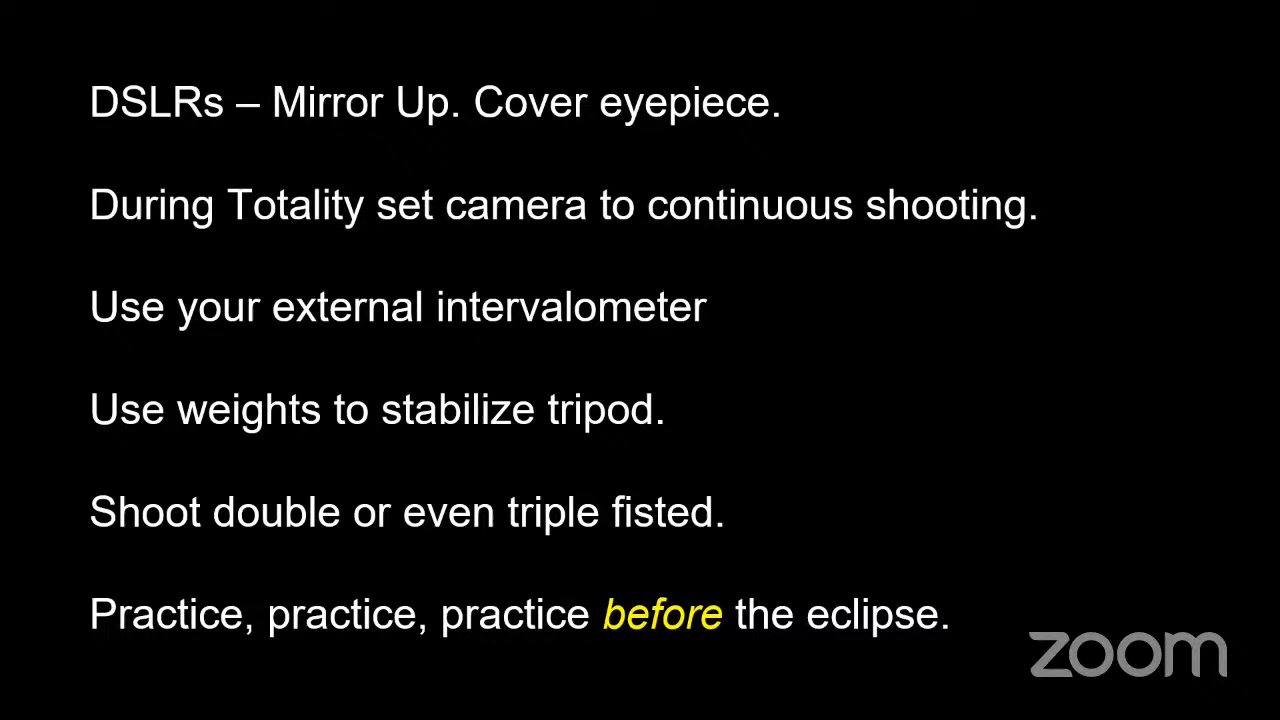 DSLRs – Mirror Up. Cover eyepiece.
During Totality set camera to continuous shooting.
Use your external intervalometer
Use weights to stabilize tripod.
Shoot double or even triple fisted.
Practice, practice, practice before the eclipse.
zoom